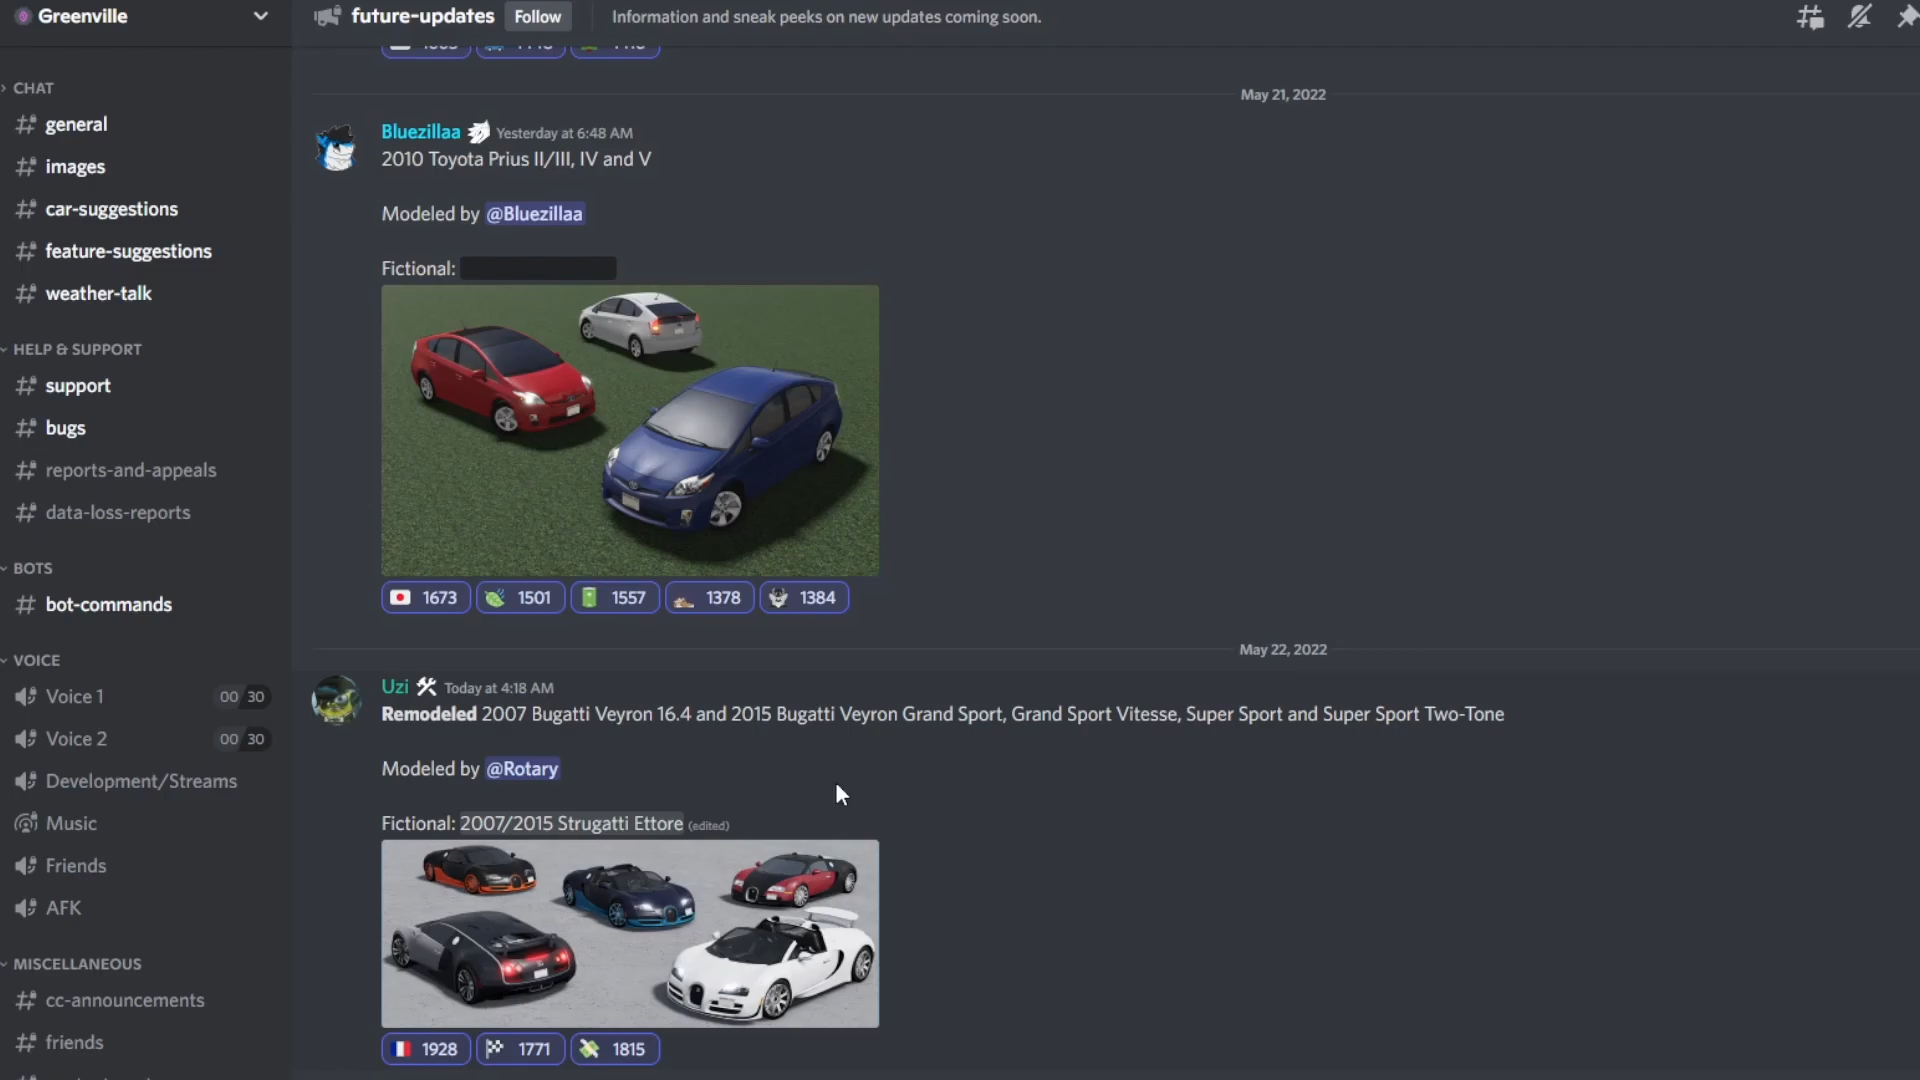 Greenville
future-updates
Follow
Information and sneak peeks on new updates coming soon.
CHAT
general
images
car-suggestions
feature-suggestions
weather-talk
HELP & SUPPORT
support
bugs
reports-and-appeals
data-loss-reports
BOTS
bot-commands
VOICE
Voice 1
00 30
Voice 2
00 30
Development/Streams
Music
Friends
AFK
MISCELLANEOUS
cc-announcements
friends
May 21, 2022
Bluezillaa Yesterday at 6:48 AM
2010 Toyota Prius II/III, IV and V
Modeled by @Bluezillaa
Fictional:
1673 1501 1557 1378 1384
May 22, 2022
Uzi Today at 4:18 AM
Remodeled 2007 Bugatti Veyron 16.4 and 2015 Bugatti Veyron Grand Sport, Grand Sport Vitesse, Super Sport and Super Sport Two-Tone
Modeled by @Rotary
Fictional: 2007/2015 Strugatti Ettore (edited)
1928 1771 1815